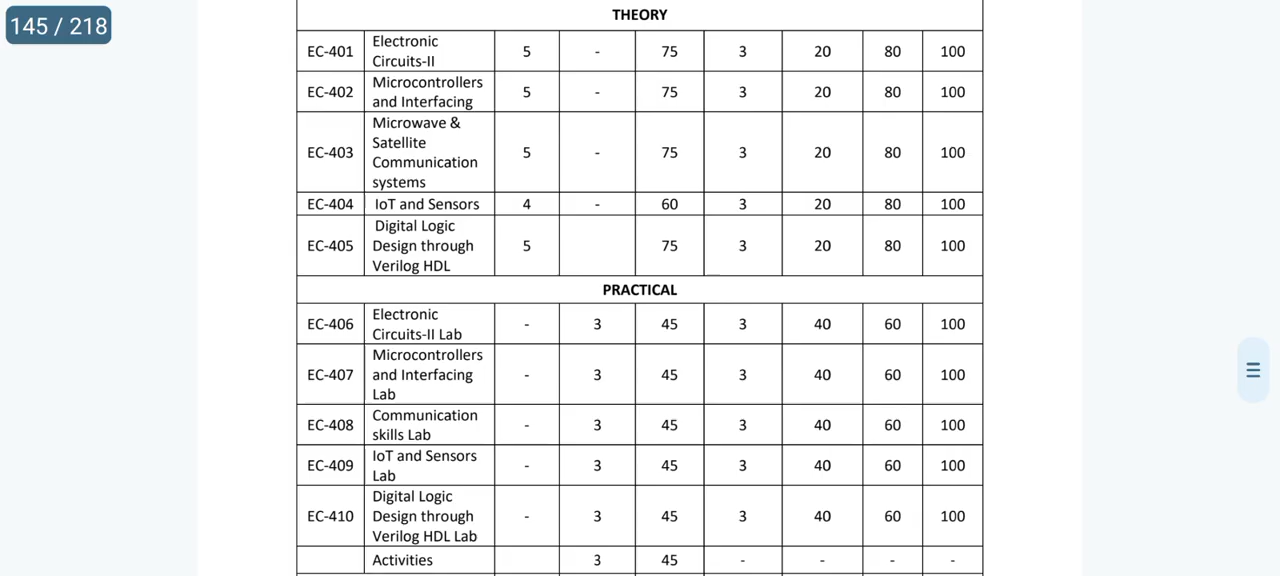 145 / 218
THEORY
EC-401 Electronic Circuits-II 5 - 75 3 20 80 100
EC-402 Microcontrollers and Interfacing 5 - 75 3 20 80 100
EC-403 Microwave & Satellite Communication systems 5 - 75 3 20 80 100
EC-404 IoT and Sensors 4 - 60 3 20 80 100
EC-405 Digital Logic Design through Verilog HDL 5 75 3 20 80 100
PRACTICAL
EC-406 Electronic Circuits-II Lab - 3 45 3 40 60 100
EC-407 Microcontrollers and Interfacing Lab - 3 45 3 40 60 100
EC-408 Communication skills Lab - 3 45 3 40 60 100
EC-409 IoT and Sensors Lab - 3 45 3 40 60 100
EC-410 Digital Logic Design through Verilog HDL Lab - 3 45 3 40 60 100
Activities 3 45 - - - -